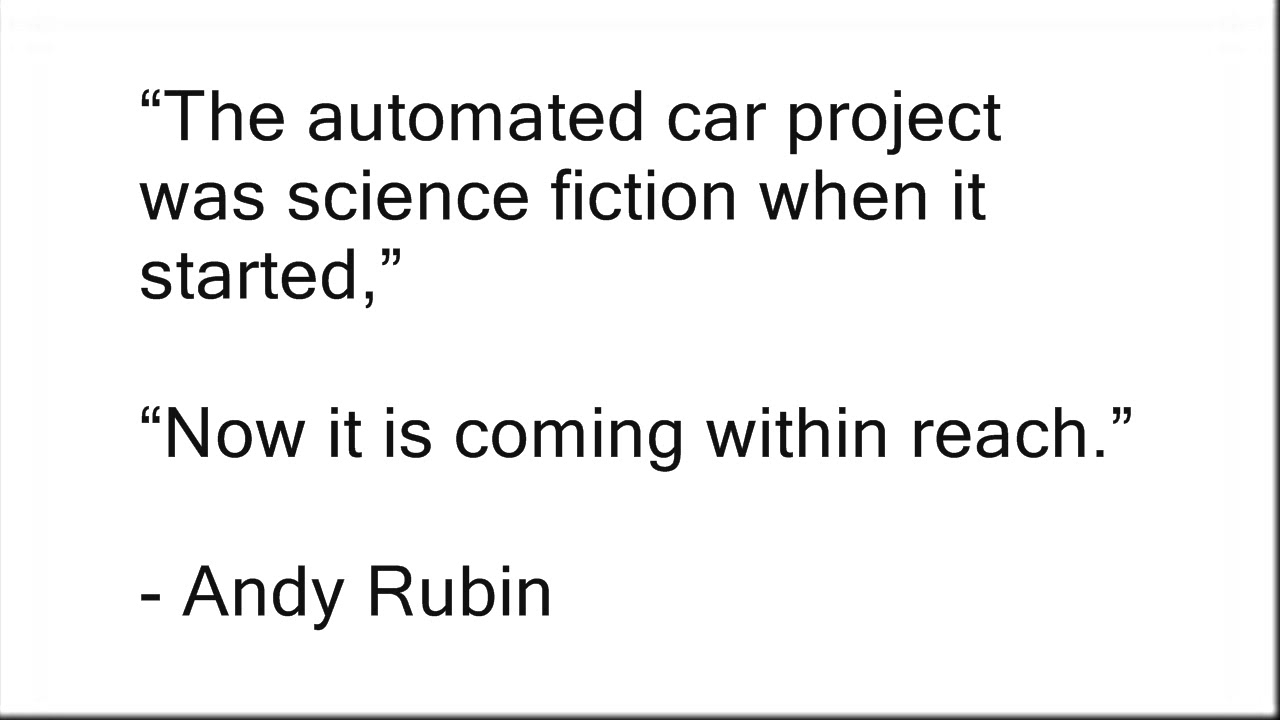 “The automated car project
was science fiction when it
started,”
“Now it is coming within reach.”
- Andy Rubin